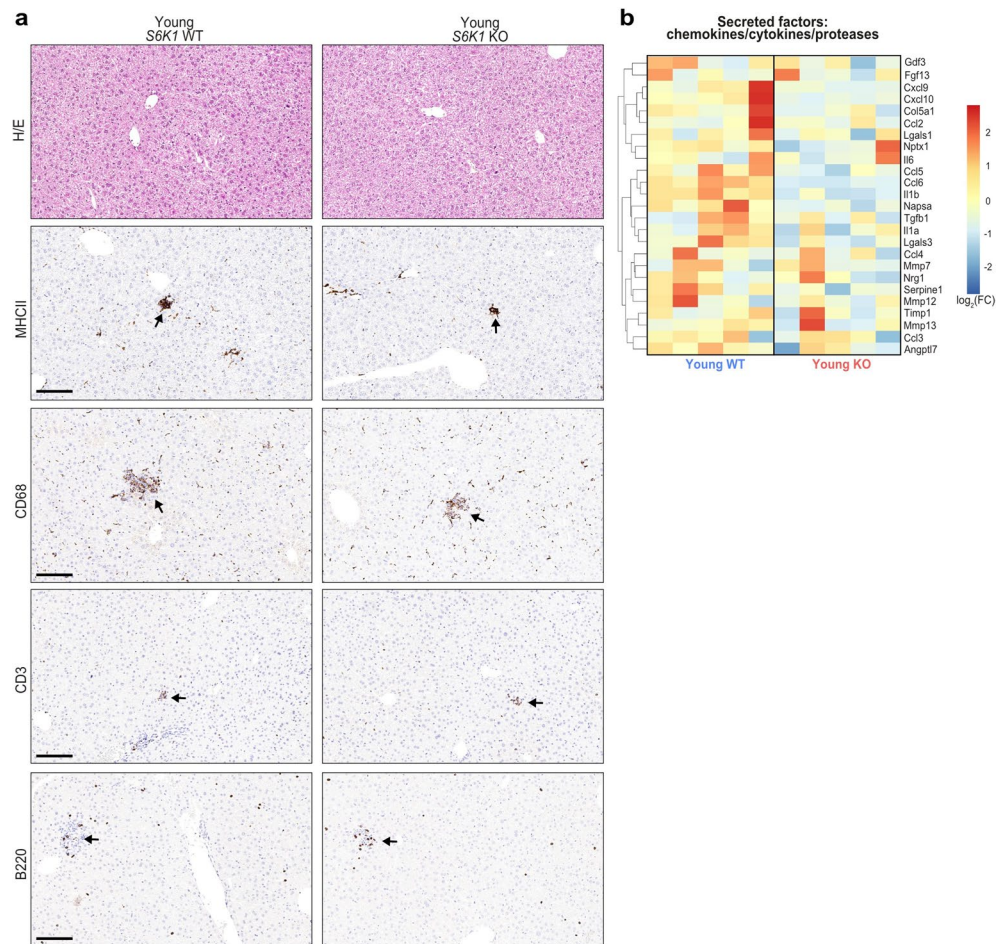 a
Young
S6K1 WT
Young
S6K1 KO
H/E
MHCII
CD68
CD3
B220
b
Secreted factors:
chemokines/cytokines/proteases
Gdf3
Fgf13
Cxcl9
Cxcl10
Col5a1
Ccl2
Lgals1
Nptx1
Il6
Ccl5
Ccl6
Il1b
Napsa
Tgfb1
Il1a
Lgals3
Ccl4
Mmp7
Nrg1
Serpine1
Mmp12
Timp1
Mmp13
Ccl3
Angptl7
Young WT
Young KO
2
1
0
-1
-2
log₂(FC)